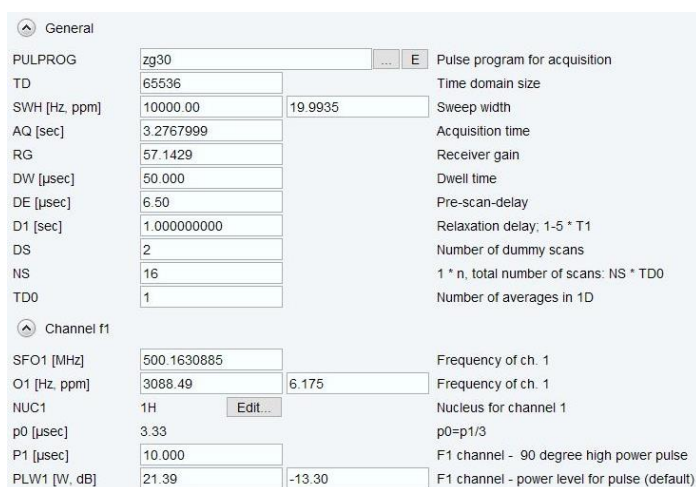 General
PULPROG zg30 ... E Pulse program for acquisition
TD 65536 Time domain size
SWH [Hz, ppm] 10000.00 19.9935 Sweep width
AQ [sec] 3.2767999 Acquisition time
RG 57.1429 Receiver gain
DW [µsec] 50.000 Dwell time
DE [µsec] 6.50 Pre-scan-delay
D1 [sec] 1.000000000 Relaxation delay; 1-5 * T1
DS 2 Number of dummy scans
NS 16 1 * n, total number of scans: NS * TD0
TD0 1 Number of averages in 1D
Channel f1
SFO1 [MHz] 500.1630885 Frequency of ch. 1
O1 [Hz, ppm] 3088.49 6.175 Frequency of ch. 1
NUC1 1H Edit... Nucleus for channel 1
p0 [µsec] 3.33 p0=p1/3
P1 [µsec] 10.000 F1 channel - 90 degree high power pulse
PLW1 [W, dB] 21.39 -13.30 F1 channel - power level for pulse (default)